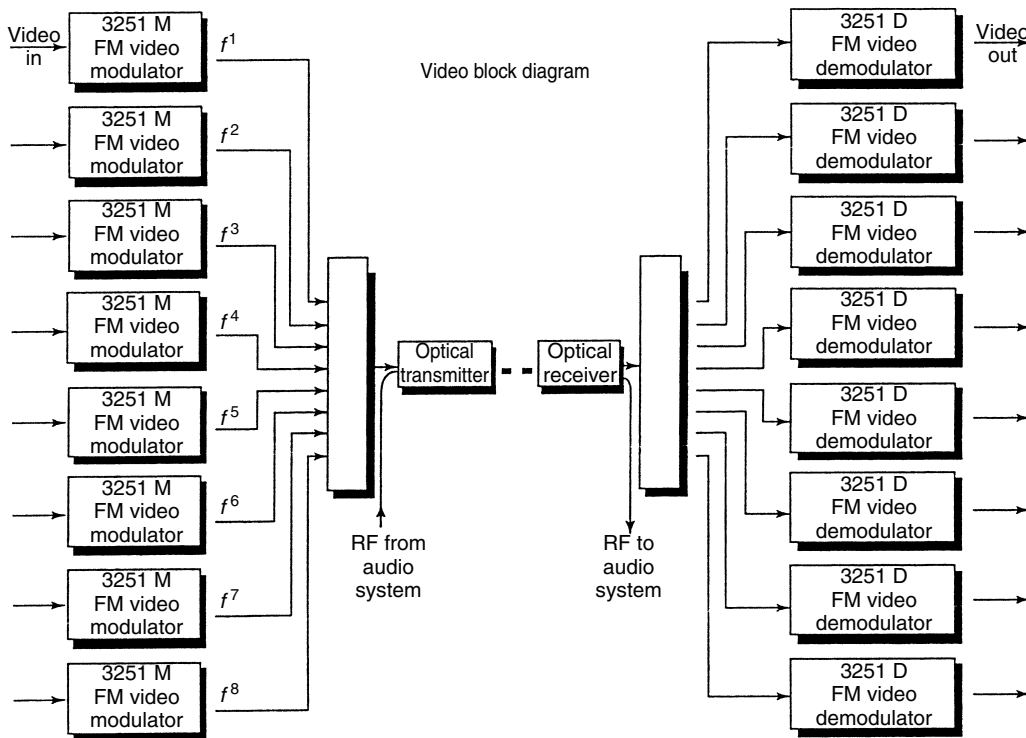 Video
in
3251 M
FM video
modulator
f¹
3251 M
FM video
modulator
f²
3251 M
FM video
modulator
f³
3251 M
FM video
modulator
f⁴
3251 M
FM video
modulator
f⁵
3251 M
FM video
modulator
f⁶
3251 M
FM video
modulator
f⁷
3251 M
FM video
modulator
f⁸
Video block diagram
Optical
transmitter
Optical
receiver
RF from
audio
system
RF to
audio
system
3251 D
FM video
demodulator
Video
out
3251 D
FM video
demodulator
3251 D
FM video
demodulator
3251 D
FM video
demodulator
3251 D
FM video
demodulator
3251 D
FM video
demodulator
3251 D
FM video
demodulator
3251 D
FM video
demodulator